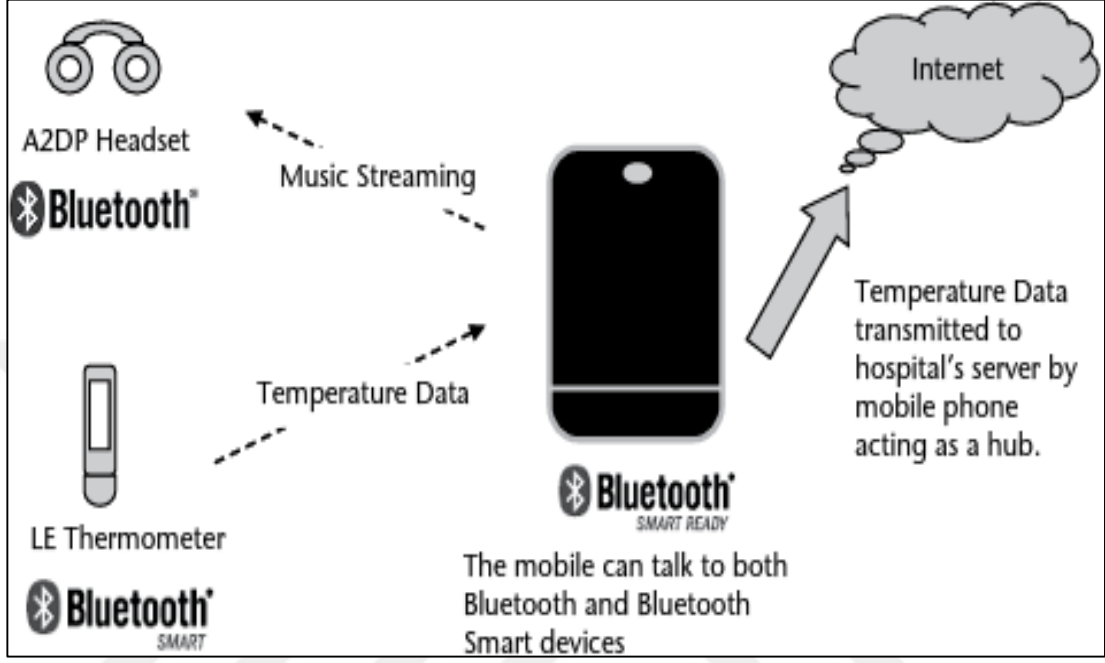 A2DP Headset
Bluetooth®
Music Streaming
Internet
Temperature Data
transmitted to
hospital's server by
mobile phone
acting as a hub.
Temperature Data
LE Thermometer
Bluetooth®
SMART
Bluetooth®
SMART READY
The mobile can talk to both
Bluetooth and Bluetooth
Smart devices